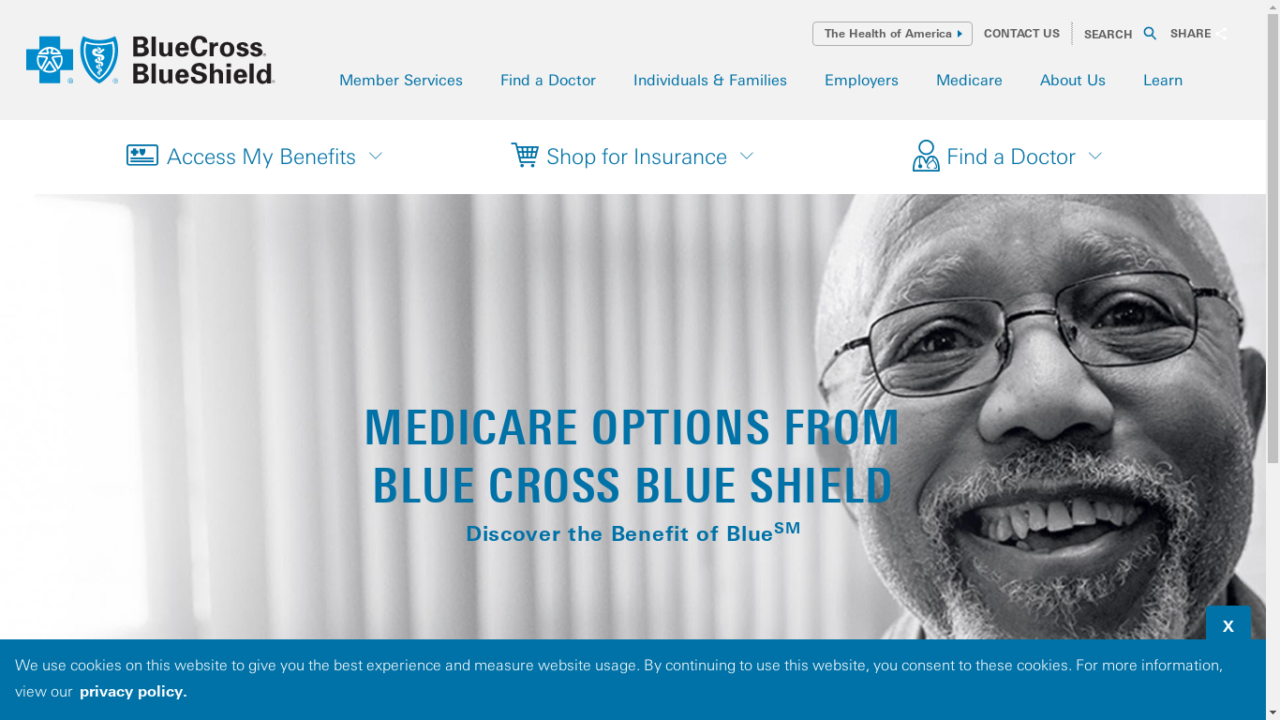 The Health of America
CONTACT US
SEARCH
SHARE
BlueCross
BlueShield
Member Services
Find a Doctor
Individuals & Families
Employers
Medicare
About Us
Learn
Access My Benefits
Shop for Insurance
Find a Doctor
MEDICARE OPTIONS FROM
BLUE CROSS BLUE SHIELD
Discover the Benefit of Blue SM
X
We use cookies on this website to give you the best experience and measure website usage. By continuing to use this website, you consent to these cookies. For more information,
view our privacy policy.